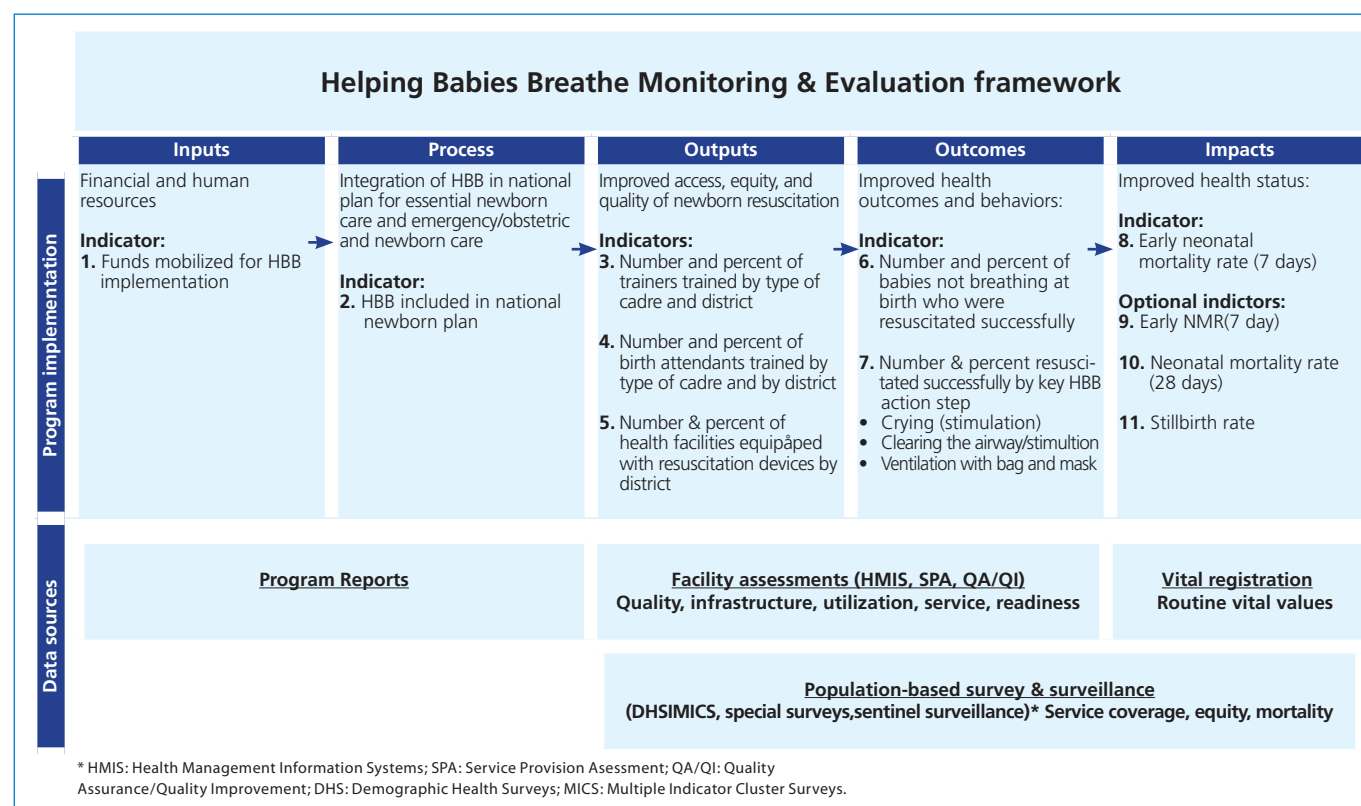 Helping Babies Breathe Monitoring & Evaluation framework
Inputs
Process
Outputs
Outcomes
Impacts
Program implementation
Financial and human
resources
Indicator:
1. Funds mobilized for HBB
implementation
Integration of HBB in national
plan for essential newborn
care and emergency/obstetric
and newborn care
Indicator:
2. HBB included in national
newborn plan
Improved access, equity, and
quality of newborn resuscitation
Indicators:
3. Number and percent of
trainers trained by type of
cadre and district
4. Number and percent of
birth attendants trained by
type of cadre and by district
5. Number & percent of
health facilities equipåped
with resuscitation devices by
district
Improved health
outcomes and behaviors:
Indicator:
6. Number and percent of
babies not breathing at
birth who were
resuscitated successfully
7. Number & percent resusci-
tated successfully by key HBB
action step
• Crying (stimulation)
• Clearing the airway/stimultion
• Ventilation with bag and mask
Improved health status:
Indicator:
8. Early neonatal
mortality rate (7 days)
Optional indictors:
9. Early NMR(7 day)
10. Neonatal mortality rate
(28 days)
11. Stillbirth rate
Data sources
Program Reports
Facility assessments (HMIS, SPA, QA/QI)
Quality, infrastructure, utilization, service, readiness
Vital registration
Routine vital values
Population-based survey & surveillance
(DHSIMICS, special surveys,sentinel surveillance)* Service coverage, equity, mortality
* HMIS: Health Management Information Systems; SPA: Service Provision Asessment; QA/QI: Quality
Assurance/Quality Improvement; DHS: Demographic Health Surveys; MICS: Multiple Indicator Cluster Surveys.